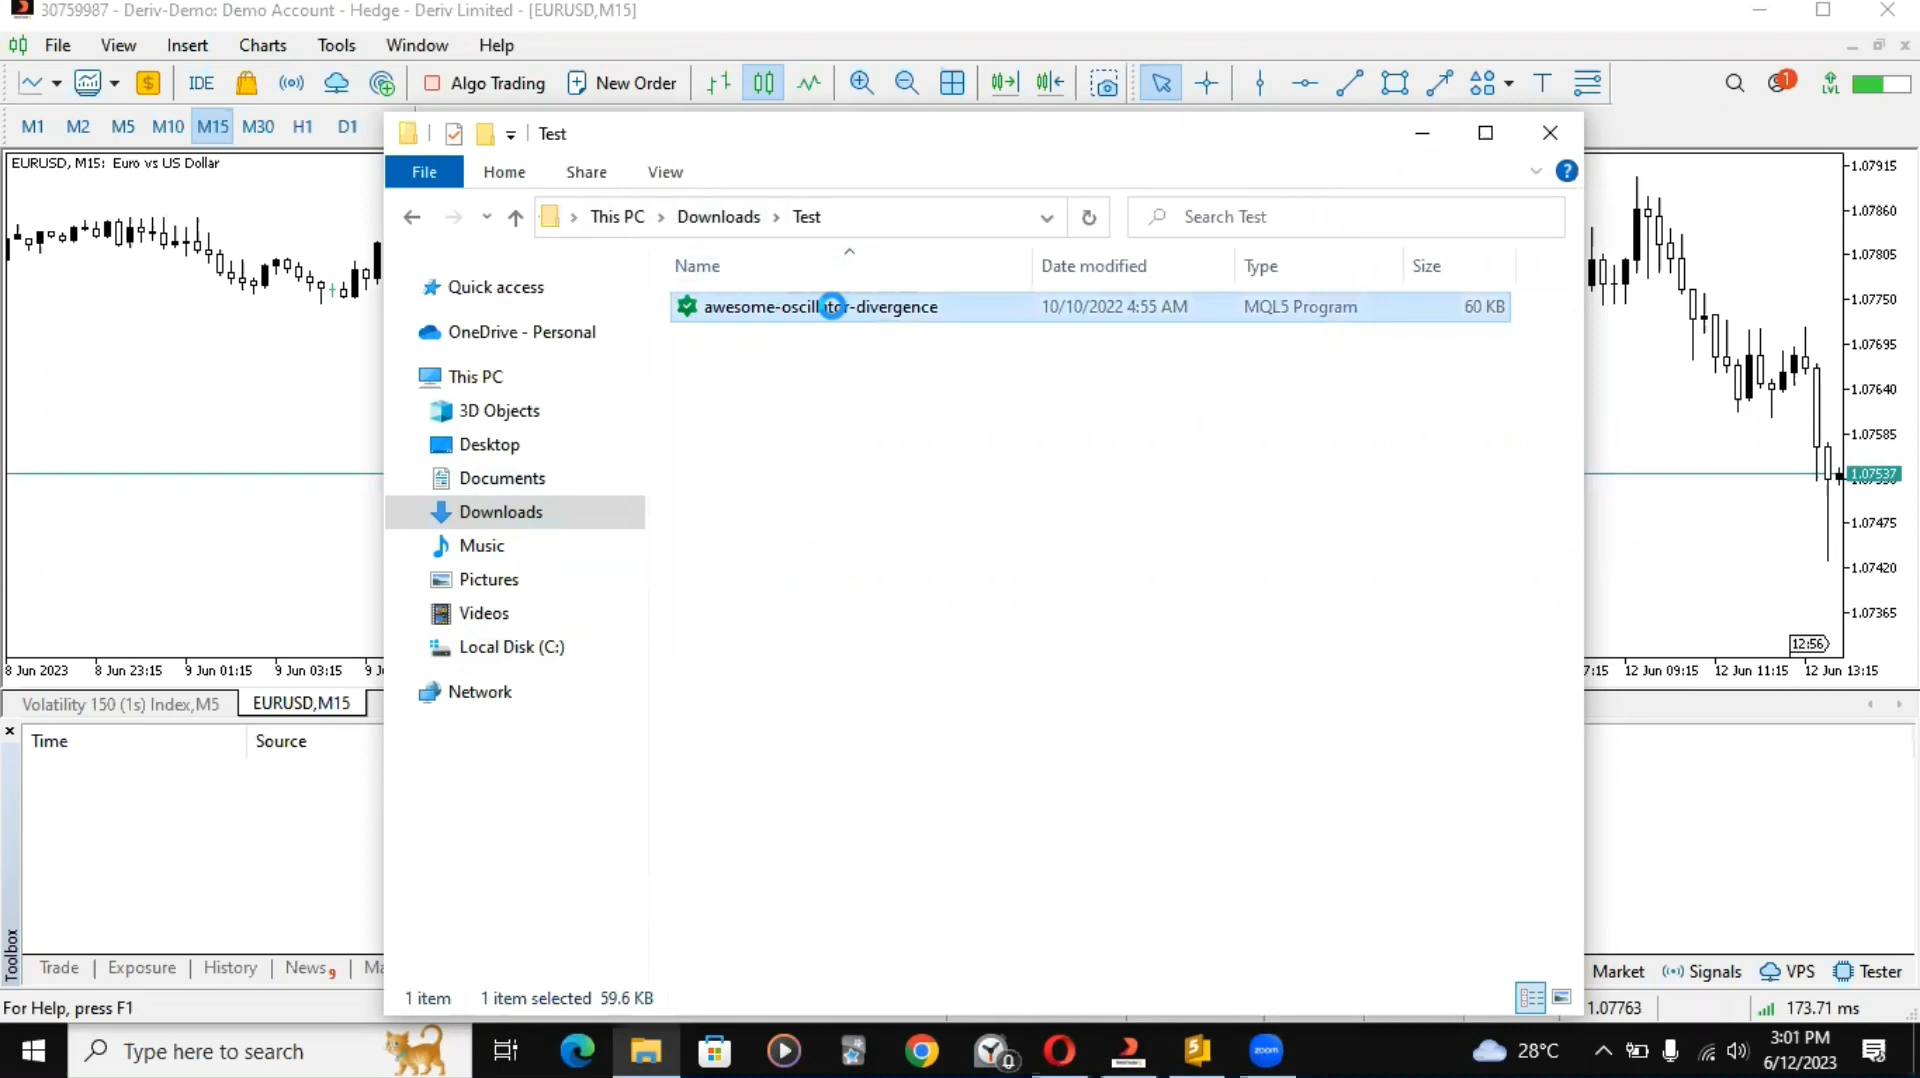 30759987 - Deriv-Demo: Demo Account - Hedge - Deriv Limited - [EURUSD,M15]
File View Insert Charts Tools Window Help
IDE Algo Trading New Order 1 LVL
M1 M2 M5 M10 M15 M30 H1 D1
Test
File Home Share View
This PC Downloads Test
Search Test
Name Date modified Type Size
awesome-oscillator-divergence 10/10/2022 4:55 AM MQL5 Program 60 KB
Quick access
OneDrive - Personal
This PC
3D Objects
Desktop
Documents
Downloads
Music
Pictures
Videos
Local Disk (C:)
Network
1 item 1 item selected 59.6 KB
EURUSD, M15: Euro vs US Dollar
1.07915
1.07860
1.07805
1.07750
1.07695
1.07640
1.07585
1.07537
1.07475
1.07420
1.07365
12:56
8 Jun 2023 8 Jun 23:15 9 Jun 01:15 9 Jun 03:15 9 J
7:15 12 Jun 09:15 12 Jun 11:15 12 Jun 13:15
Volatility 150 (1s) Index,M5 EURUSD,M15
Time Source
Toolbox
Trade Exposure History News 9 Ma
Market Signals VPS Tester
For Help, press F1
1.07763 173.71 ms
Type here to search
5
zoom
28°C
3:01 PM
6/12/2023